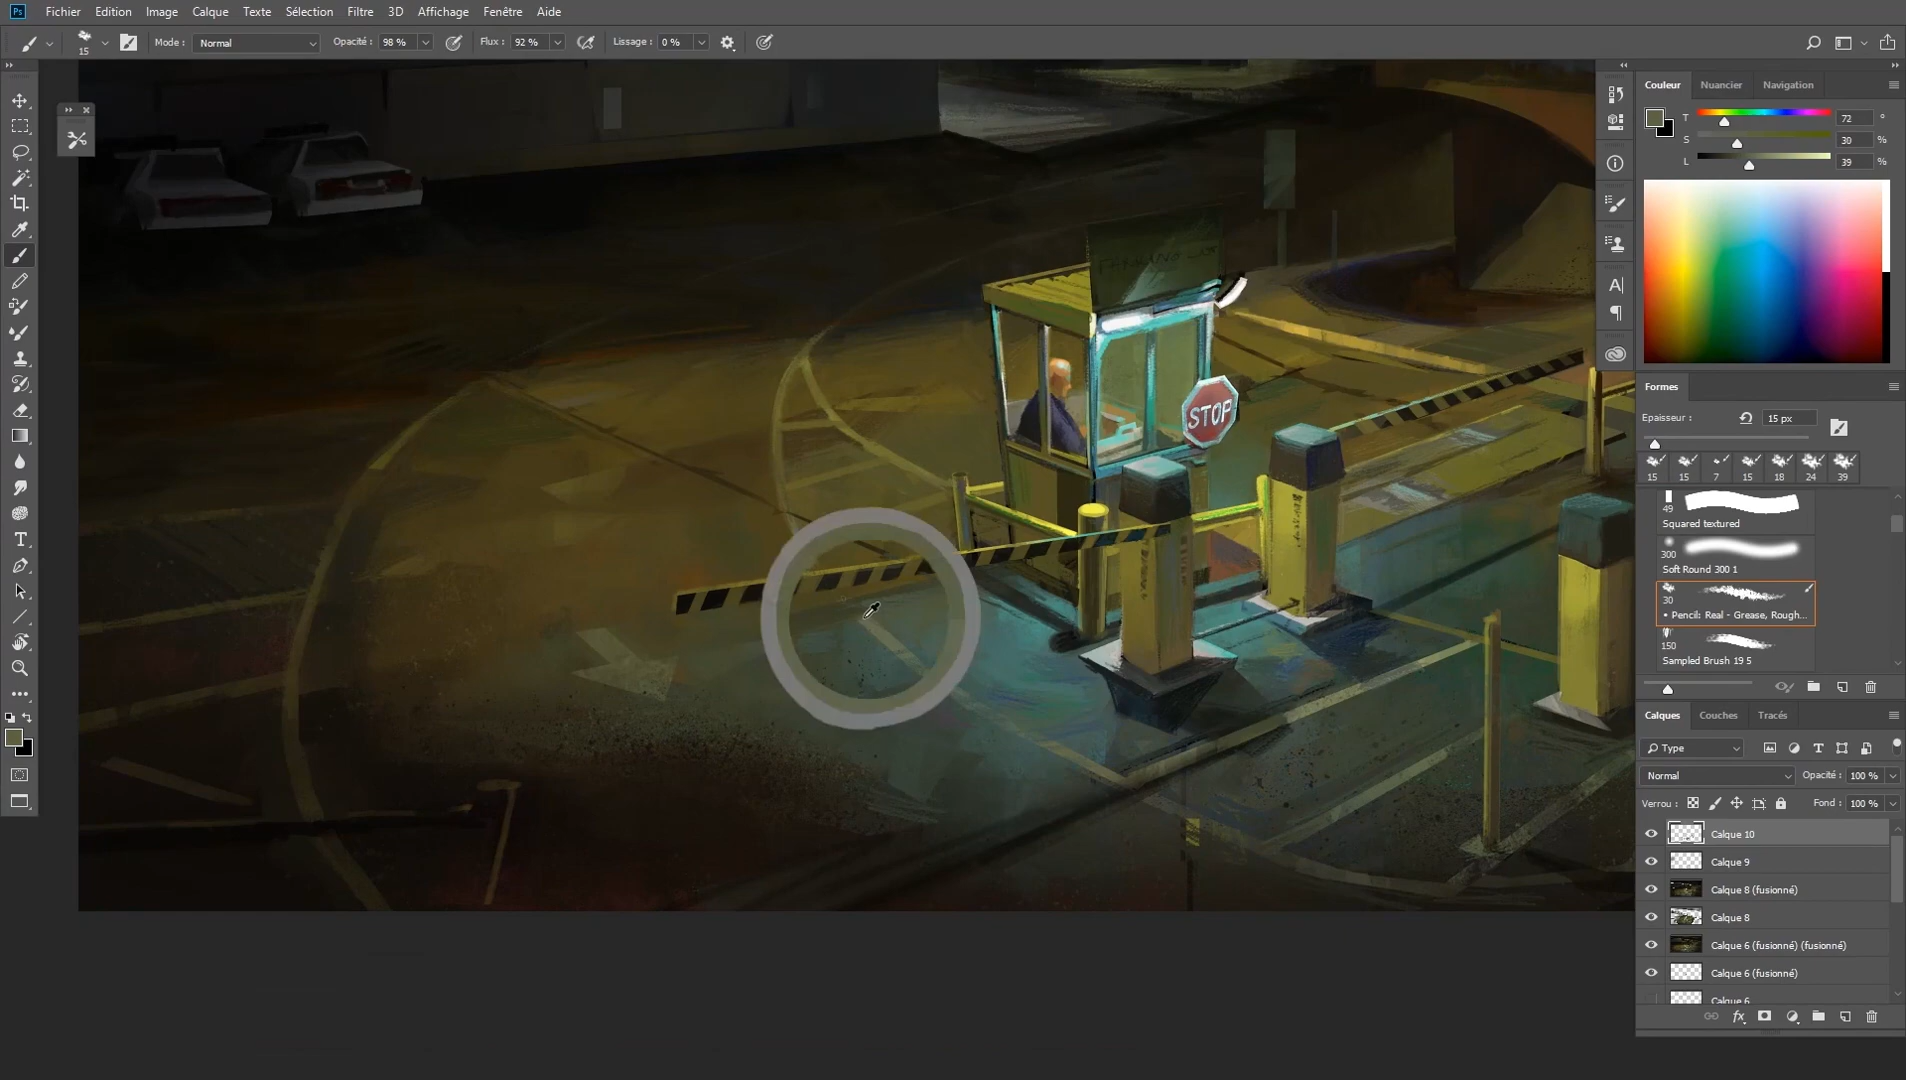 Ps Fichier Edition Image Calque Texte Sélection Filtre 3D Affichage Fenêtre Aide
15 Mode : Normal Opacité : 98 % Flux : 92 % Lissage : 0 %
Couleur Nuancier Navigation
T 72 °
S 30 %
L 39 %
STOP
Formes
Epaisseur : 15 px
15 15 7 15 18 24 39
49
Squared textured
300
Soft Round 300 1
30
• Pencil: Real - Grease, Rough...
150
Sampled Brush 19 5
Calques Couches Tracés
Type
Normal Opacité : 100 %
Verrou : Fond : 100 %
Calque 10
Calque 9
Calque 8 (fusionné)
Calque 8
Calque 6 (fusionné) (fusionné)
Calque 6 (fusionné)
Calque 6